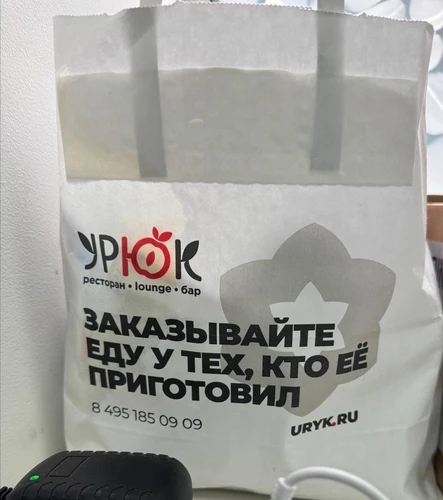 УРЮК
ресторан • lounge • бар
ЗАКАЗЫВАЙТЕ
ЕДУ У ТЕХ, КТО ЕЁ
ПРИГОТОВИЛ
8 495 185 09 09
URYK.RU